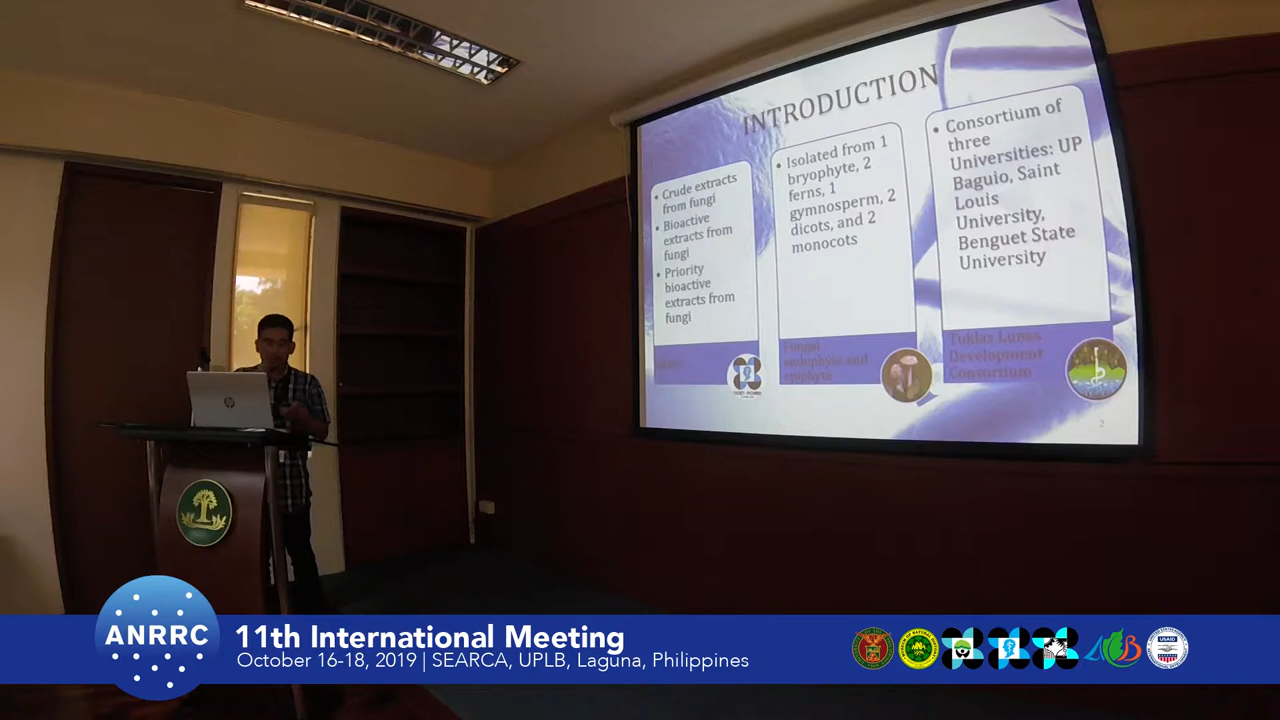 INTRODUCTION
• Crude extracts
from fungi
• Bioactive
extracts from
fungi
• Priority
bioactive
extracts from
fungi
• Isolated from 1
bryophyte, 2
ferns, 1
gymnosperm, 2
dicots, and 2
monocots
Fungal
endophyte and
epiphyte
• Consortium of
three
Universities: UP
Baguio, Saint
Louis
University,
Benguet State
University
Tuklas Lunas
Development
Consortium
2
hp
ANRRC
11th International Meeting
October 16-18, 2019 | SEARCA, UPLB, Laguna, Philippines
USAID